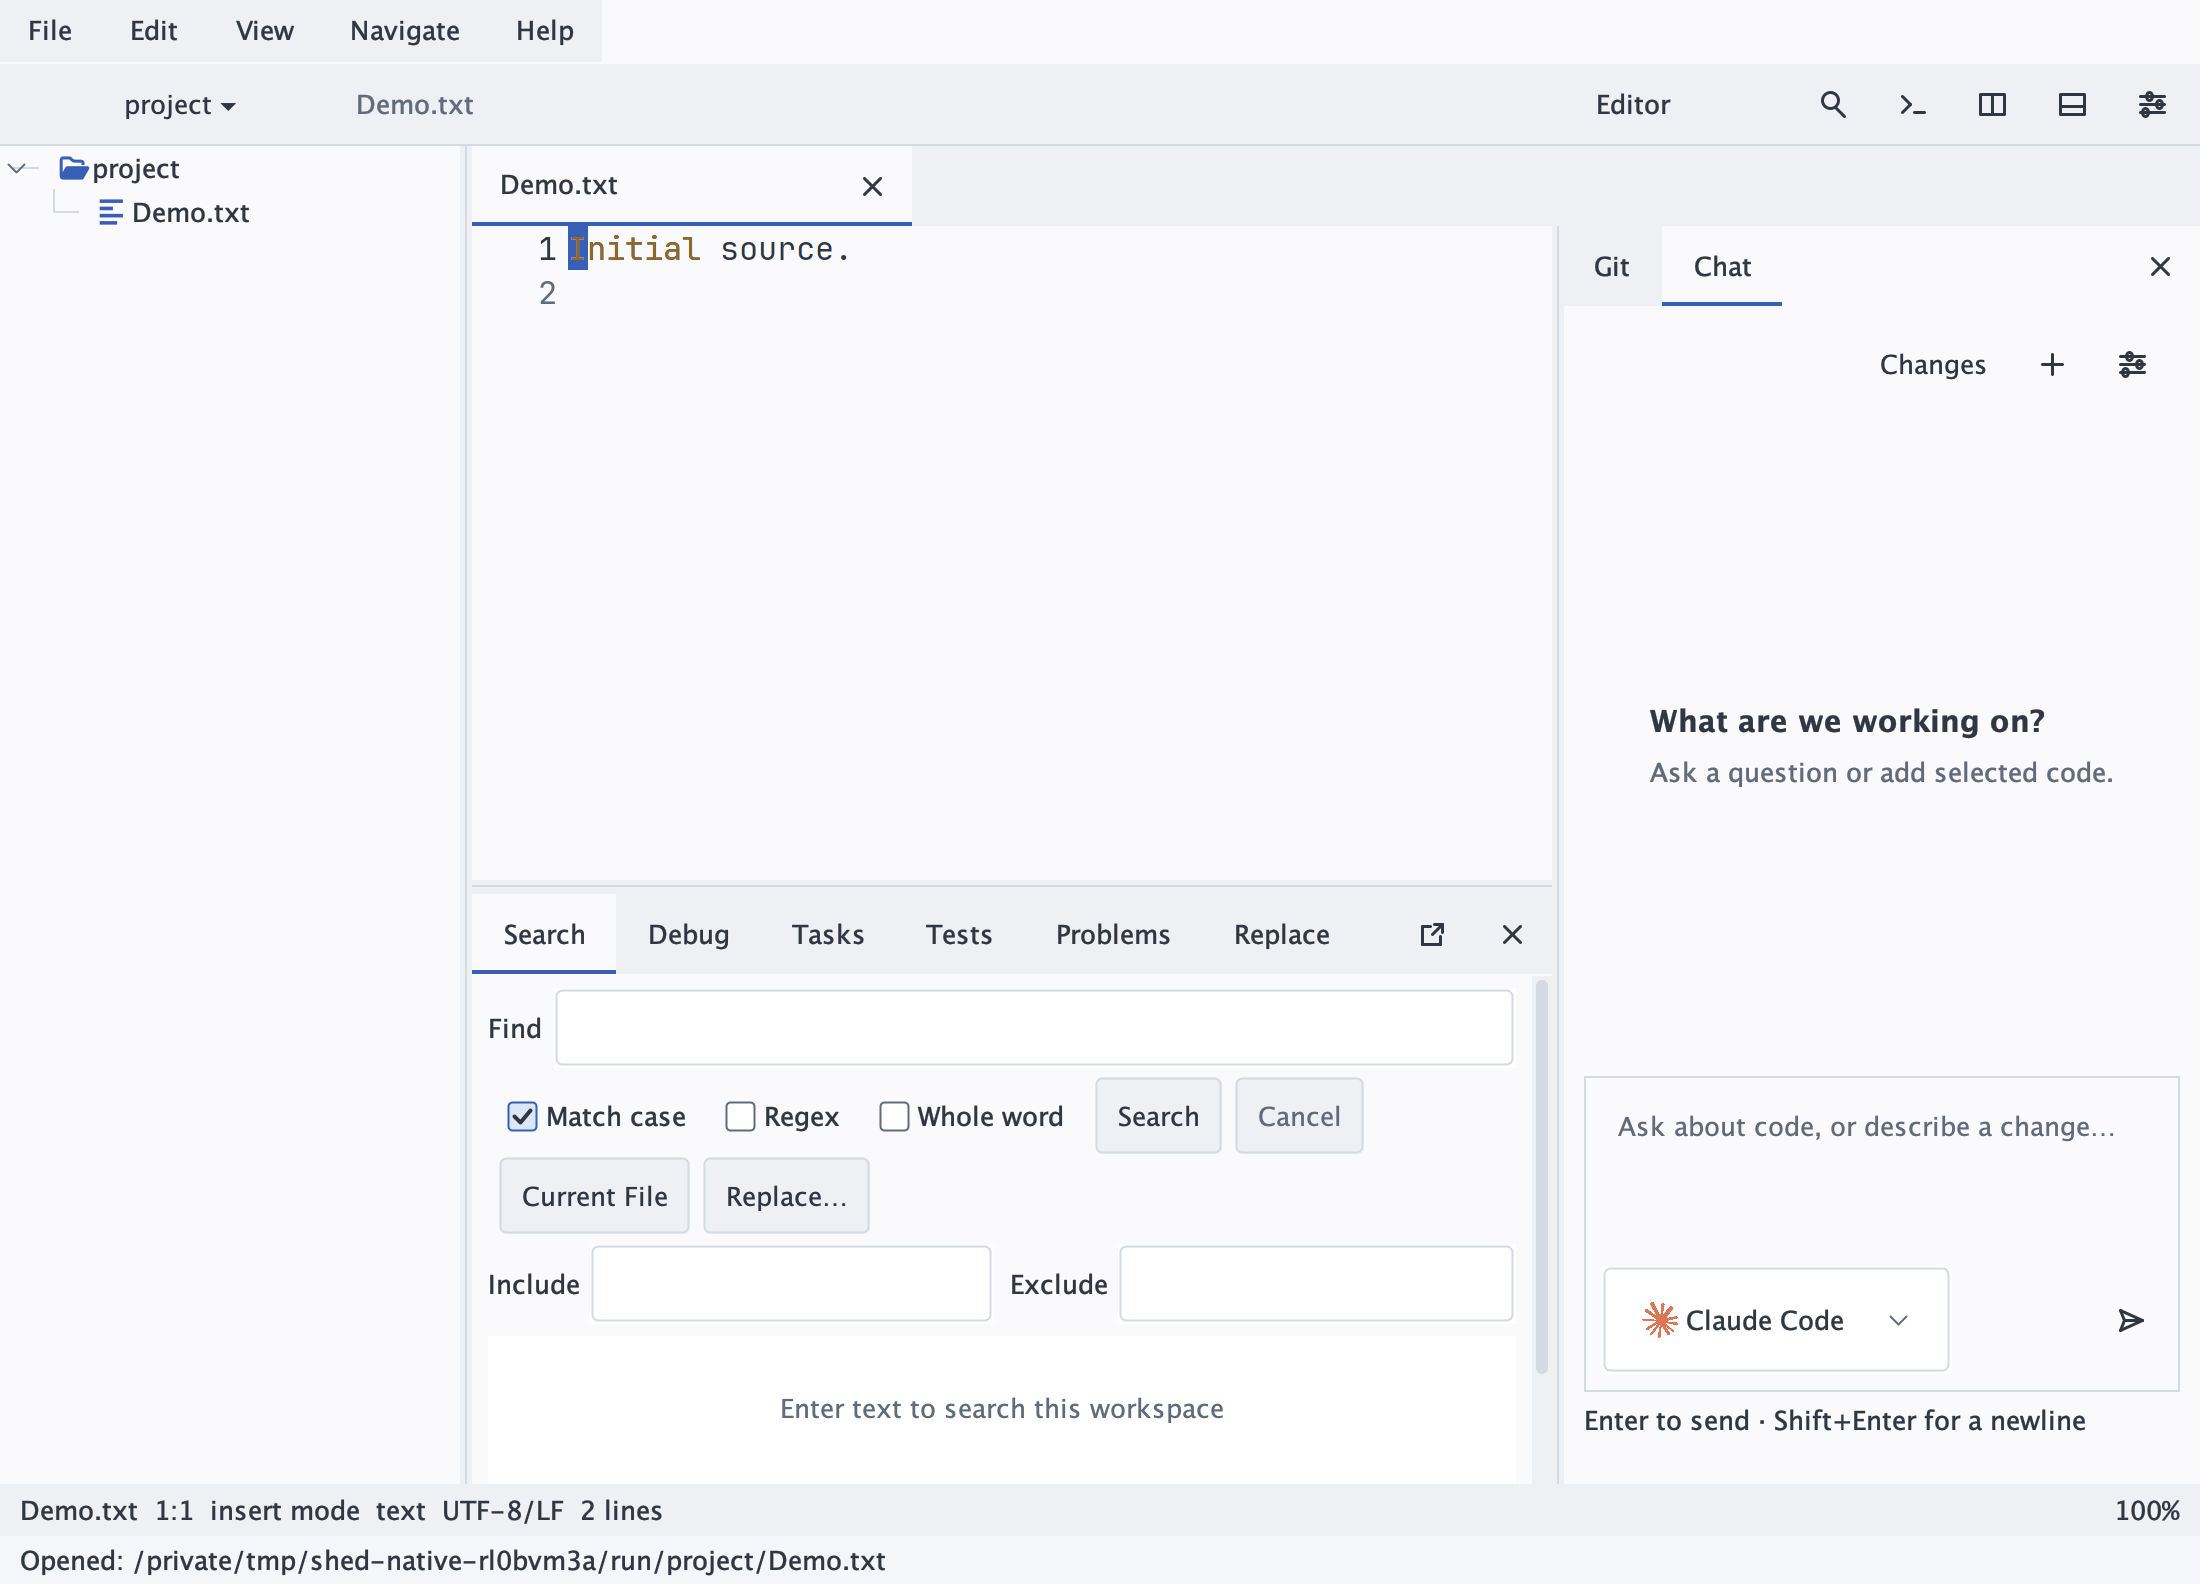 File Edit View Navigate Help
project Demo.txt Editor
project
Demo.txt
Demo.txt
1 Initial source.
2
Git Chat
Changes
What are we working on?
Ask a question or add selected code.
Search Debug Tasks Tests Problems Replace
Find
Match case Regex Whole word Search Cancel
Current File Replace...
Include Exclude
Enter text to search this workspace
Ask about code, or describe a change...
Claude Code
Enter to send · Shift+Enter for a newline
Demo.txt 1:1 insert mode text UTF-8/LF 2 lines 100%
Opened: /private/tmp/shed-native-rl0bvm3a/run/project/Demo.txt